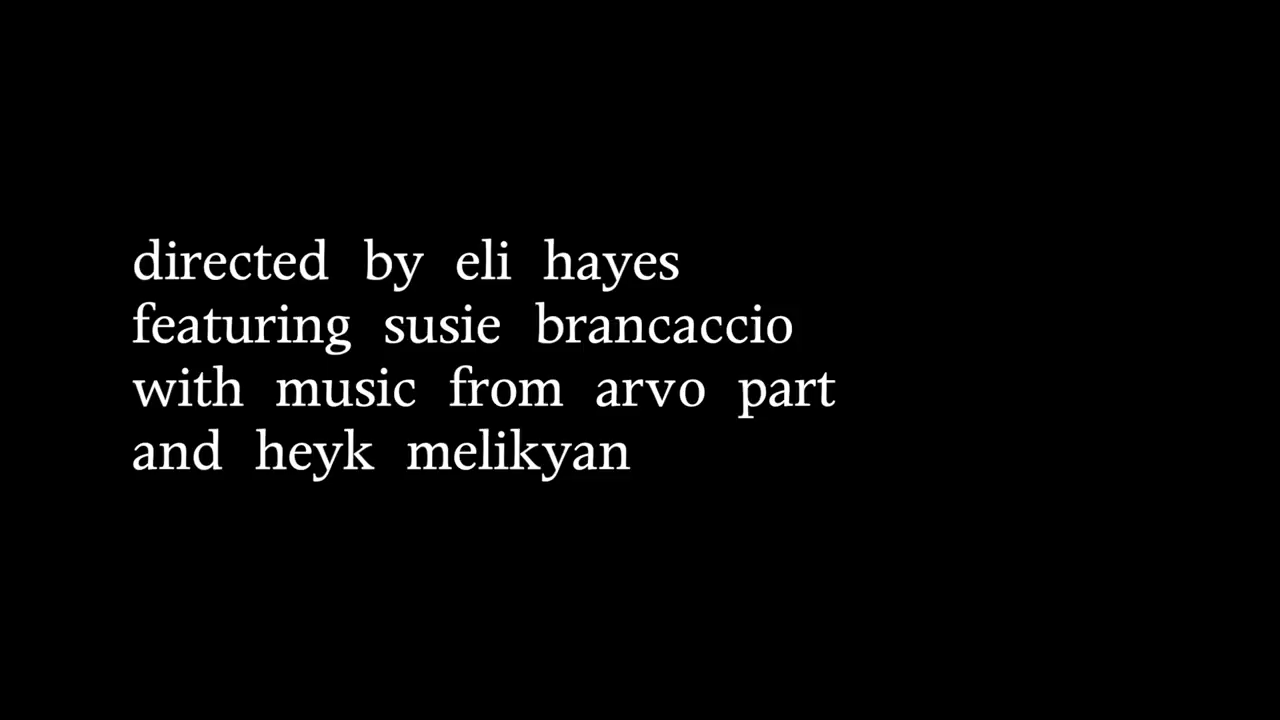 directed by eli hayes
featuring susie brancaccio
with music from arvo part
and heyk melikyan